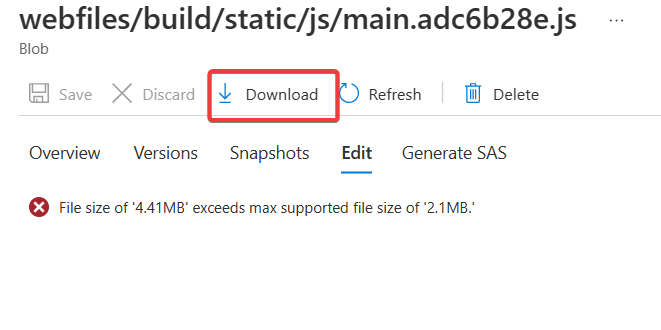 webfiles/build/static/js/main.adc6b28e.js ...
Blob
Save Discard Download Refresh Delete
Overview Versions Snapshots Edit Generate SAS
File size of '4.41MB' exceeds max supported file size of '2.1MB.'